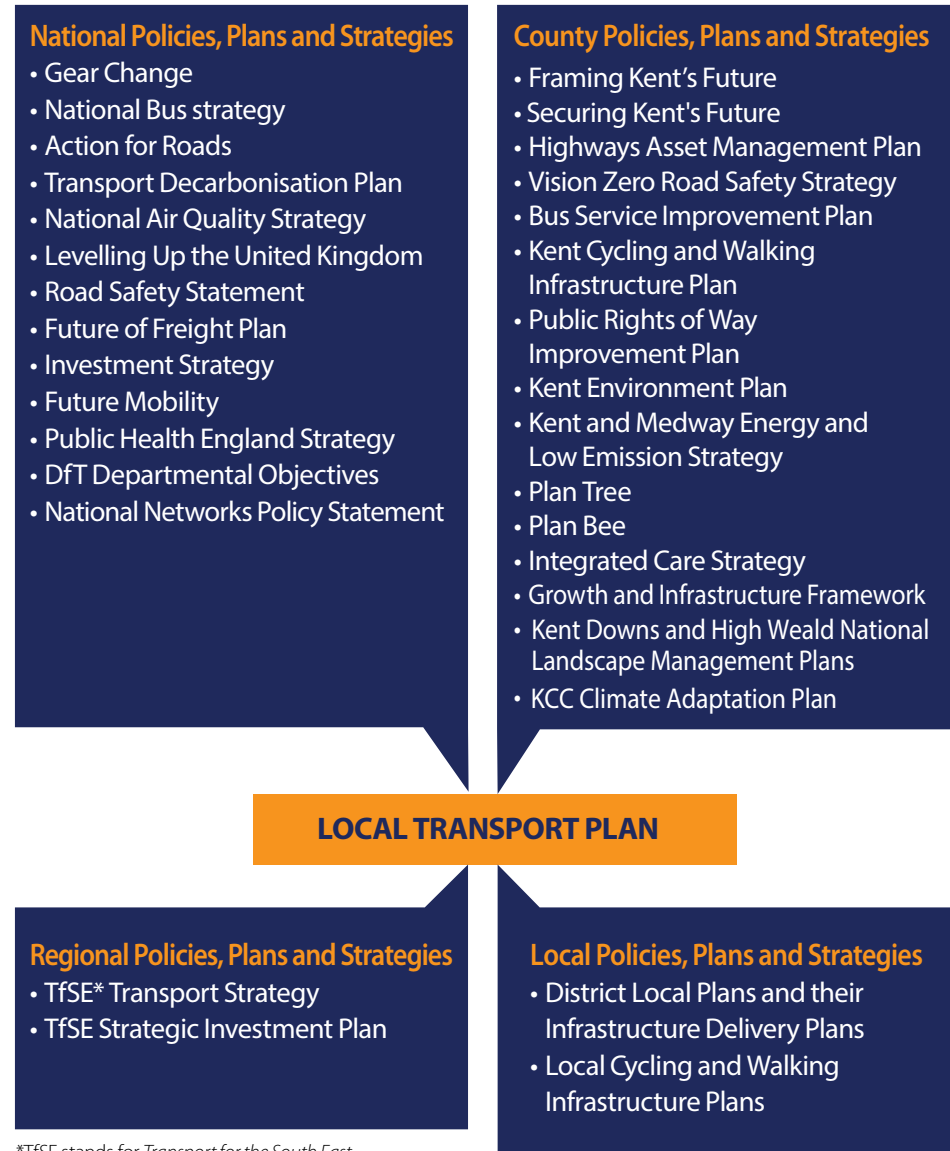 National Policies, Plans and Strategies
• Gear Change
• National Bus strategy
• Action for Roads
• Transport Decarbonisation Plan
• National Air Quality Strategy
• Levelling Up the United Kingdom
• Road Safety Statement
• Future of Freight Plan
• Investment Strategy
• Future Mobility
• Public Health England Strategy
• DfT Departmental Objectives
• National Networks Policy Statement
County Policies, Plans and Strategies
• Framing Kent’s Future
• Securing Kent's Future
• Highways Asset Management Plan
• Vision Zero Road Safety Strategy
• Bus Service Improvement Plan
• Kent Cycling and Walking
Infrastructure Plan
• Public Rights of Way
Improvement Plan
• Kent Environment Plan
• Kent and Medway Energy and
Low Emission Strategy
• Plan Tree
• Plan Bee
• Integrated Care Strategy
• Growth and Infrastructure Framework
• Kent Downs and High Weald National
Landscape Management Plans
• KCC Climate Adaptation Plan
LOCAL TRANSPORT PLAN
Regional Policies, Plans and Strategies
• TfSE* Transport Strategy
• TfSE Strategic Investment Plan
Local Policies, Plans and Strategies
• District Local Plans and their
Infrastructure Delivery Plans
• Local Cycling and Walking
Infrastructure Plans
*TfSE stands for Transport for the South East